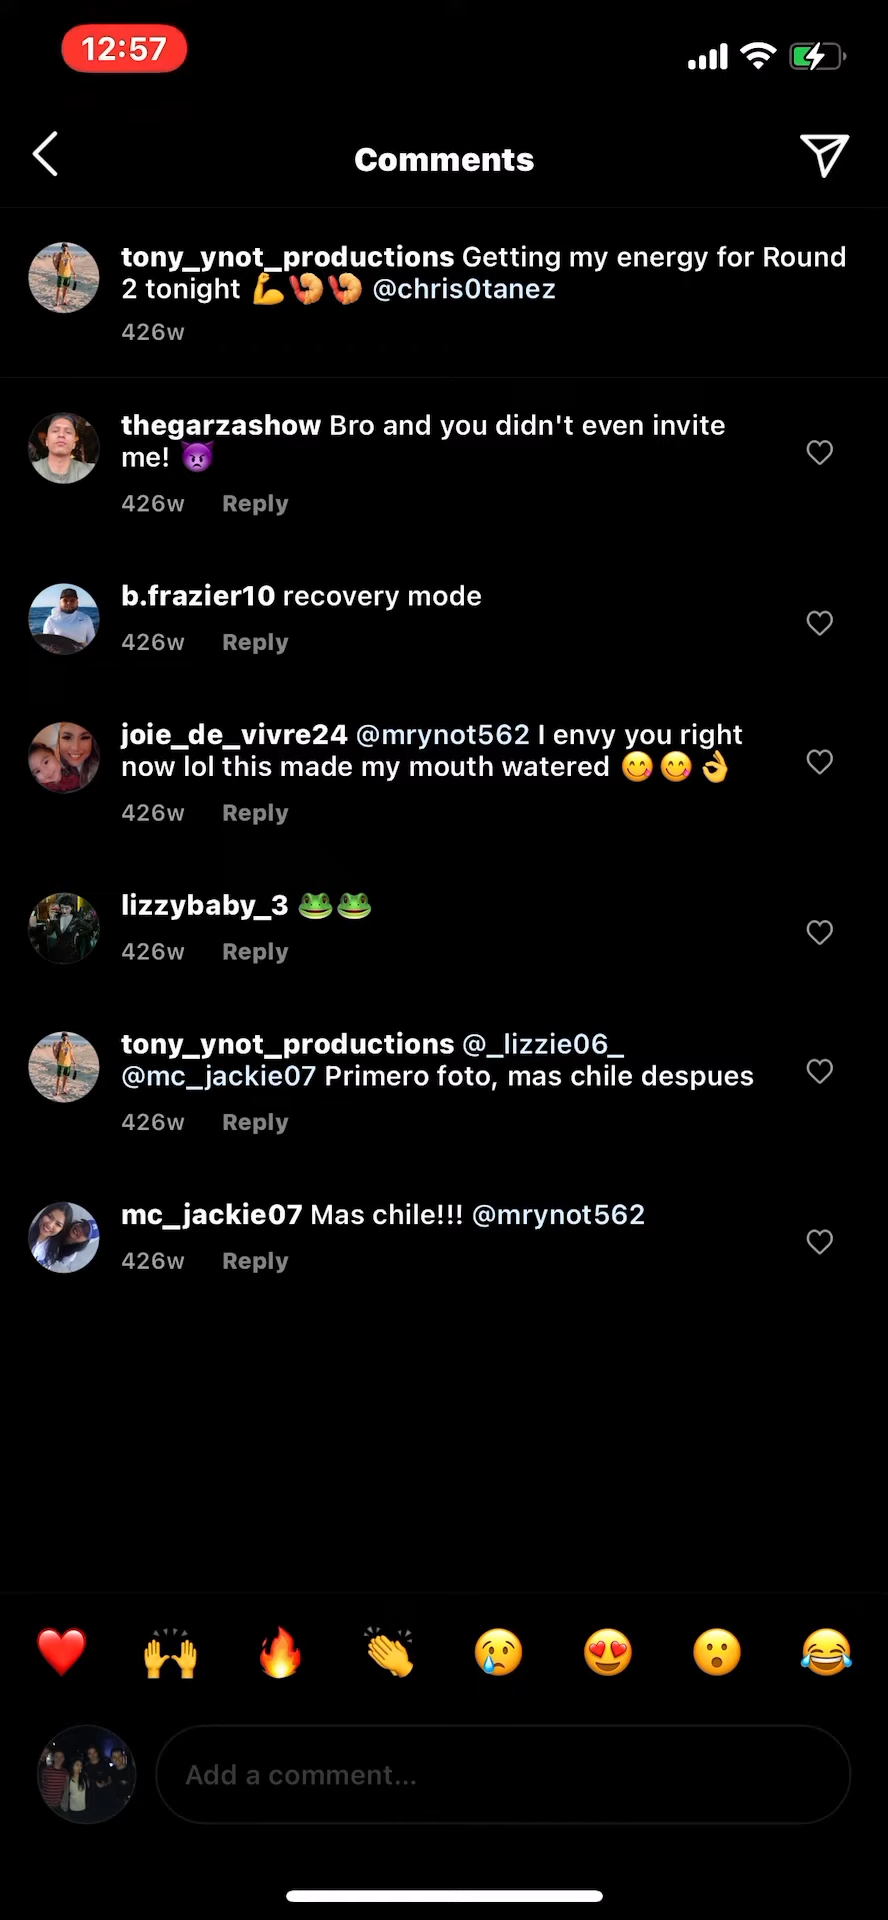 12:57
Comments
tony_ynot_productions Getting my energy for Round
2 tonight 💪🍤🍤 @chris0tanez
426w
thegarzashow Bro and you didn't even invite
me! 👿
426w Reply
b.frazier10 recovery mode
426w Reply
joie_de_vivre24 @mrynot562 I envy you right
now lol this made my mouth watered 😋😋👌
426w Reply
lizzybaby_3 🐸🐸
426w Reply
tony_ynot_productions @_lizzie06_
@mc_jackie07 Primero foto, mas chile despues
426w Reply
mc_jackie07 Mas chile!!! @mrynot562
426w Reply
❤️ 🙌 🔥 👏 😢 😍 😮 😂
Add a comment...